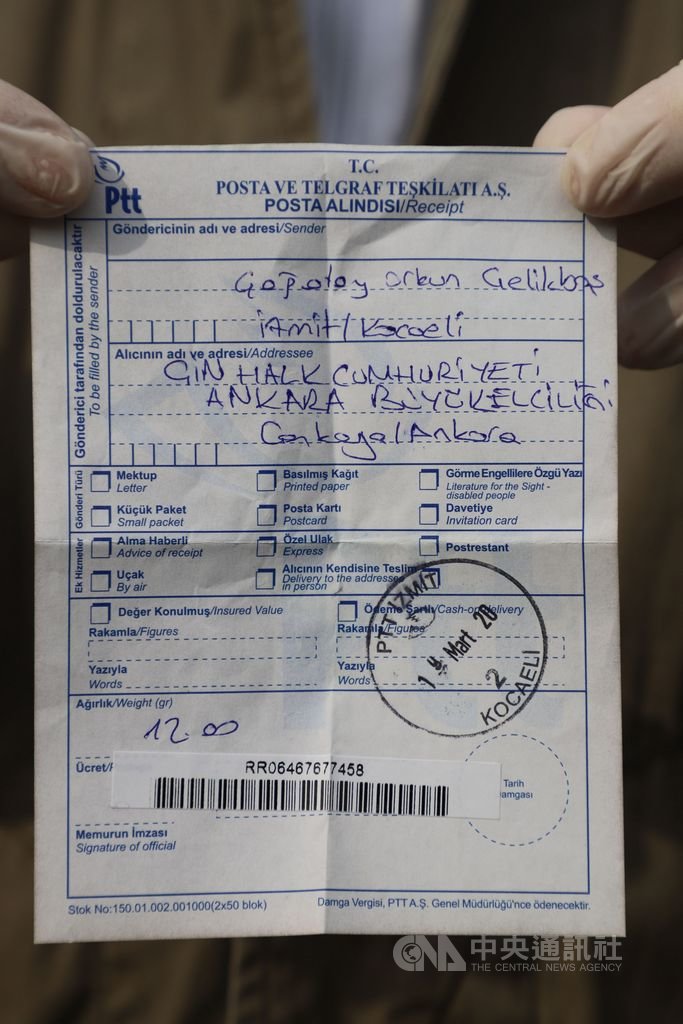 Ptt
T.C.
POSTA VE TELGRAF TEŞKİLATI A.Ş.
POSTA ALINDISI/Receipt
Gönderici tarafından doldurulacaktır
To be filled by the sender
Göndericinin adı ve adresi/Sender
Orkun Gelikbaş
İzmit/Kocaeli
Alıcının adı ve adresi/Addressee
ÇİN HALK CUMHURİYETİ
ANKARA BÜYÜKELÇİLİĞİ
Çankaya/Ankara
Gönderi Türü
Mektup
Letter
Basılmış Kağıt
Printed paper
Görme Engellilere Özgü Yazı
Literature for the Sight -
disabled people
Küçük Paket
Small packet
Posta Kartı
Postcard
Davetiye
Invitation card
Ek Hizmetler
Alma Haberli
Advice of receipt
Özel Ulak
Express
Postrestant
Uçak
By air
Alıcının Kendisine Teslim
Delivery to the addressee
in person
Değer Konulmuş/Insured Value
Ödeme Şartlı/Cash-on delivery
Rakamla/Figures
Rakamla/Figures
Yazıyla
Words
Yazıyla
Words
PTT İZMİT
Mart 20
2
KOCAELİ
Ağırlık/Weight (gr)
12.00
Ücret/
RR06467677458
Tarih
Damgası
Memurun İmzası
Signature of official
Stok No:150.01.002.001000(2x50 blok)
Damga Vergisi, PTT A.Ş. Genel Müdürlüğü'nce ödenecektir.
CNA 中央通訊社
THE CENTRAL NEWS AGENCY